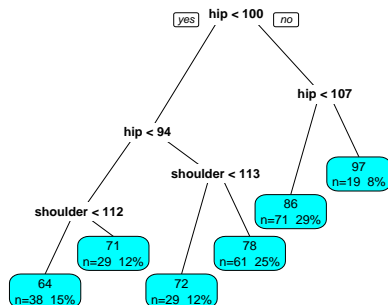 yes hip < 100 no
hip < 107
hip < 94
shoulder < 113
shoulder < 112
97
n=19 8%
86
n=71 29%
71
n=29 12%
78
n=61 25%
64
n=38 15%
72
n=29 12%